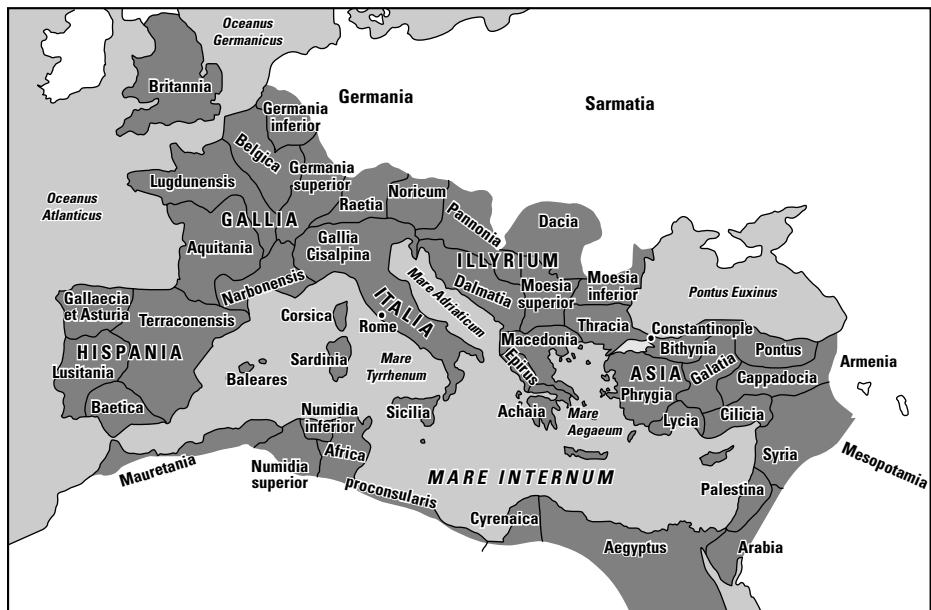 Oceanus
Germanicus
Britannia
Germania
Sarmatia
Germania
inferior
Belgica
Germania
superior
Lugdunensis
Oceanus
Atlanticus
Raetia
Noricum
Pannonia
Dacia
GALLIA
Aquitania
Gallia
Cisalpina
ILLYRIUM
Mare Adriaticum
Dalmatia
Moesia
superior
Moesia
inferior
Pontus Euxinus
Narbonensis
Gallaecia
et Asturia
Terraconensis
Corsica
ITALIA
Rome
Thracia
Constantinople
Macedonia
Bithynia
Pontus
Armenia
HISPANIA
Lusitania
Sardinia
Mare
Tyrrhenum
Epirus
ASIA
Galatia
Phrygia
Cappadocia
Baleares
Baetica
Numidia
inferior
Sicilia
Achaia
Mare
Aegaeum
Lycia
Cilicia
Mauretania
Numidia
superior
Africa
proconsularis
MARE INTERNUM
Syria
Mesopotamia
Palestina
Cyrenaica
Aegyptus
Arabia